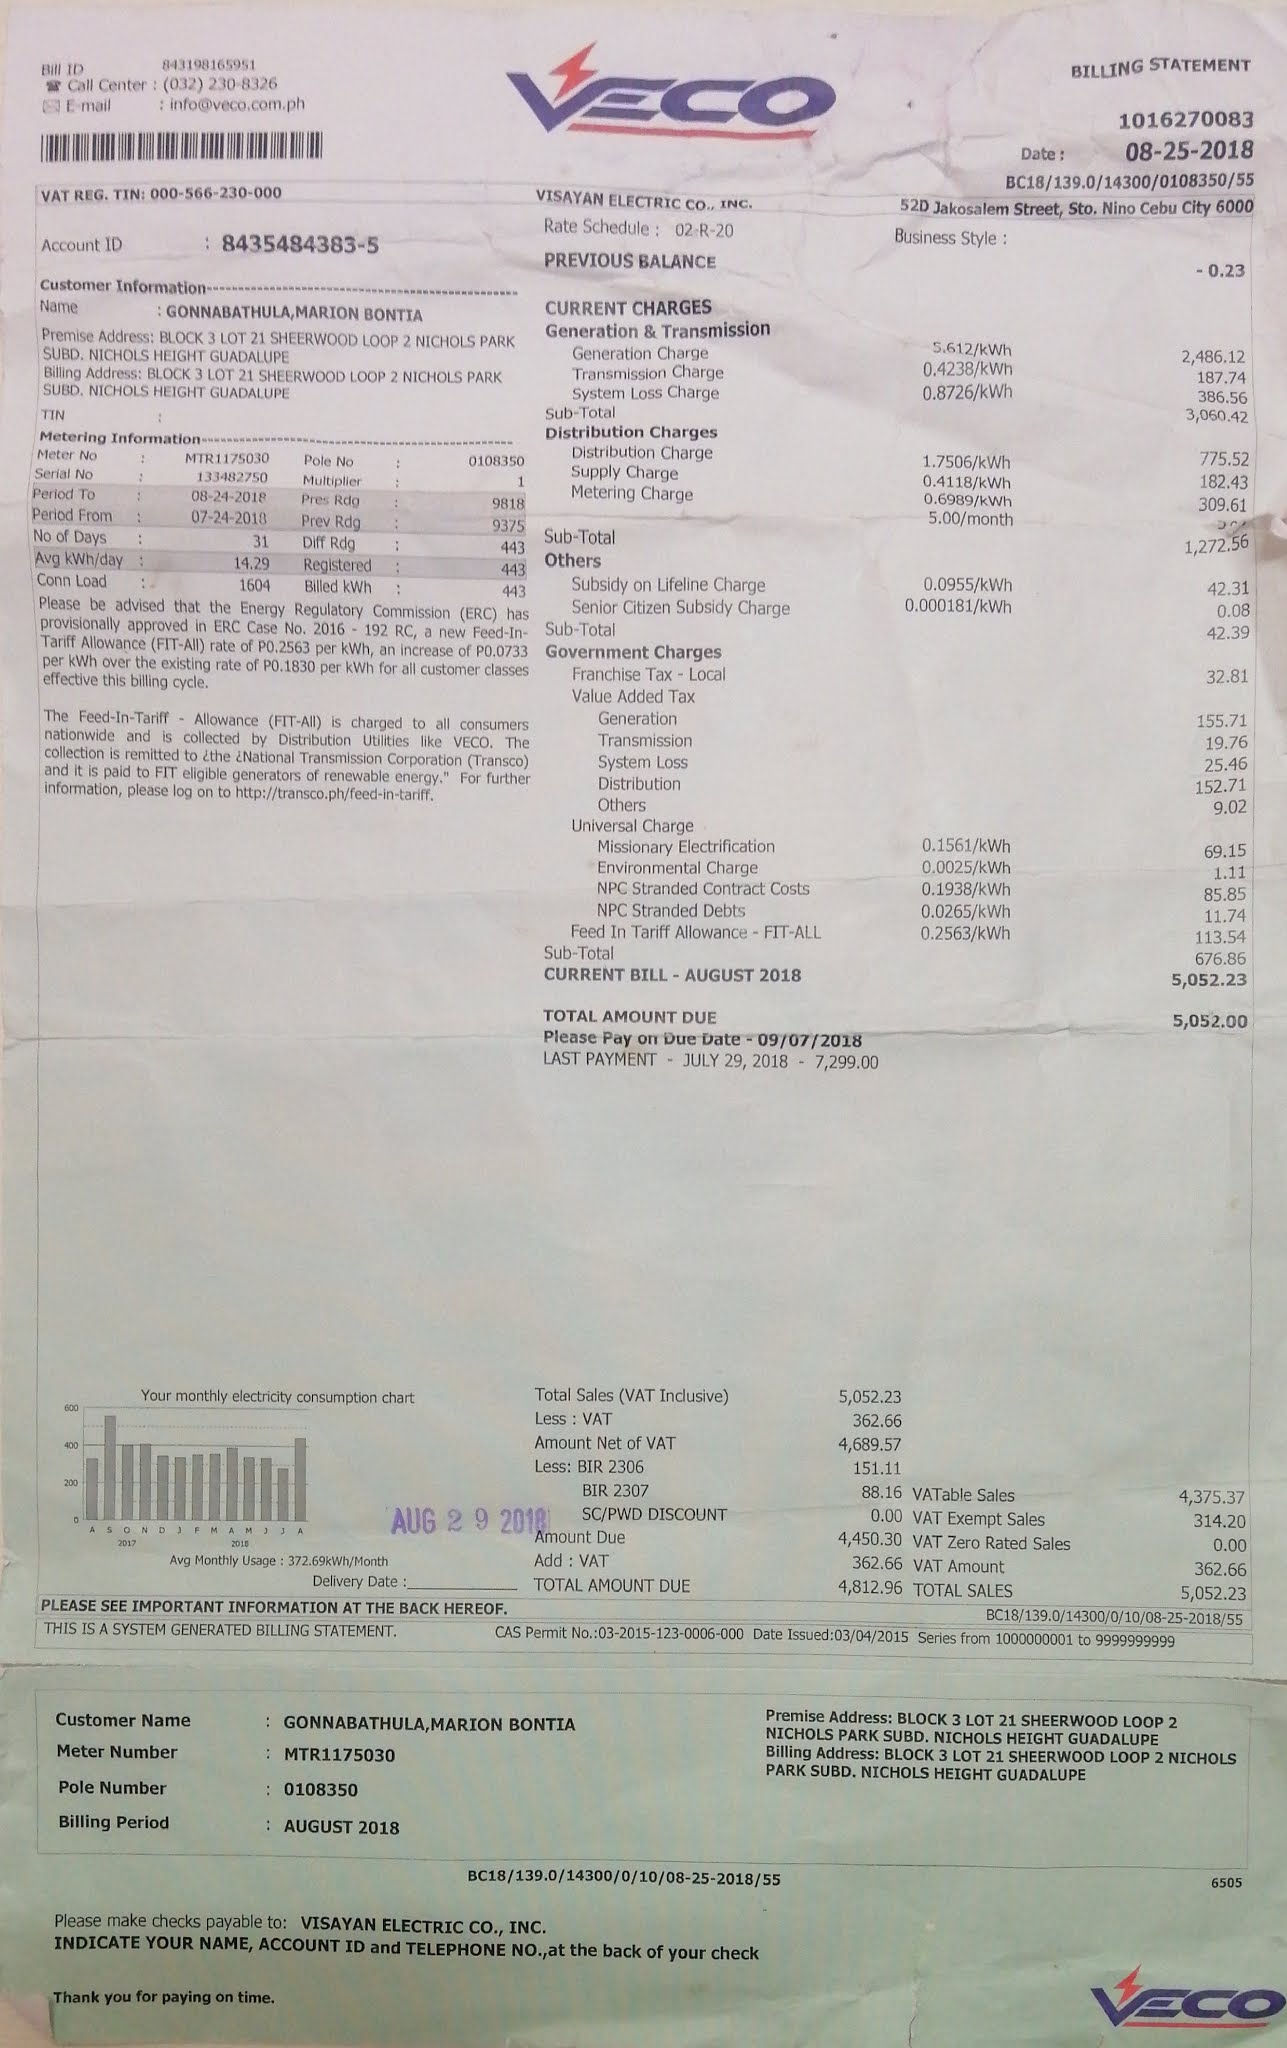 Bill ID 843198165951
☎ Call Center : (032) 230-8326
✉ E-mail : info@veco.com.ph
VECO
BILLING STATEMENT
1016270083
Date : 08-25-2018
BC18/139.0/14300/0108350/55
VAT REG. TIN: 000-566-230-000
VISAYAN ELECTRIC CO., INC.
52D Jakosalem Street, Sto. Nino Cebu City 6000
Account ID : 8435484383-5
Rate Schedule : 02-R-20
Business Style :
Customer Information
Name : GONNABATHULA,MARION BONTIA
Premise Address: BLOCK 3 LOT 21 SHEERWOOD LOOP 2 NICHOLS PARK
SUBD. NICHOLS HEIGHT GUADALUPE
Billing Address: BLOCK 3 LOT 21 SHEERWOOD LOOP 2 NICHOLS PARK
SUBD. NICHOLS HEIGHT GUADALUPE
TIN :
Metering Information
Meter No : MTR1175030 Pole No : 0108350
Serial No : 133482750 Multiplier : 1
Period To : 08-24-2018 Pres Rdg : 9818
Period From : 07-24-2018 Prev Rdg : 9375
No of Days : 31 Diff Rdg : 443
Avg kWh/day : 14.29 Registered : 443
Conn Load : 1604 Billed kWh : 443
Please be advised that the Energy Regulatory Commission (ERC) has
provisionally approved in ERC Case No. 2016 - 192 RC, a new Feed-In-
Tariff Allowance (FIT-All) rate of P0.2563 per kWh, an increase of P0.0733
per kWh over the existing rate of P0.1830 per kWh for all customer classes
effective this billing cycle.
The Feed-In-Tariff - Allowance (FIT-All) is charged to all consumers
nationwide and is collected by Distribution Utilities like VECO. The
collection is remitted to ¿the ¿National Transmission Corporation (Transco)
and it is paid to FIT eligible generators of renewable energy." For further
information, please log on to http://transco.ph/feed-in-tariff.
PREVIOUS BALANCE - 0.23
CURRENT CHARGES
Generation & Transmission
Generation Charge 5.612/kWh 2,486.12
Transmission Charge 0.4238/kWh 187.74
System Loss Charge 0.8726/kWh 386.56
Sub-Total 3,060.42
Distribution Charges
Distribution Charge 1.7506/kWh 775.52
Supply Charge 0.4118/kWh 182.43
Metering Charge 0.6989/kWh 309.61
5.00/month
Sub-Total 1,272.56
Others
Subsidy on Lifeline Charge 0.0955/kWh 42.31
Senior Citizen Subsidy Charge 0.000181/kWh 0.08
Sub-Total 42.39
Government Charges
Franchise Tax - Local 32.81
Value Added Tax
Generation 155.71
Transmission 19.76
System Loss 25.46
Distribution 152.71
Others 9.02
Universal Charge
Missionary Electrification 0.1561/kWh 69.15
Environmental Charge 0.0025/kWh 1.11
NPC Stranded Contract Costs 0.1938/kWh 85.85
NPC Stranded Debts 0.0265/kWh 11.74
Feed In Tariff Allowance - FIT-ALL 0.2563/kWh 113.54
Sub-Total 676.86
CURRENT BILL - AUGUST 2018 5,052.23
TOTAL AMOUNT DUE 5,052.00
Please Pay on Due Date - 09/07/2018
LAST PAYMENT - JULY 29, 2018 - 7,299.00
Your monthly electricity consumption chart
600
400
200
0
A S O N D J F M A M J J A
2017 2018
Avg Monthly Usage : 372.69kWh/Month
Delivery Date :
AUG 29 2018
Total Sales (VAT Inclusive) 5,052.23
Less : VAT 362.66
Amount Net of VAT 4,689.57
Less: BIR 2306 151.11
BIR 2307 88.16 VATable Sales 4,375.37
SC/PWD DISCOUNT 0.00 VAT Exempt Sales 314.20
Amount Due 4,450.30 VAT Zero Rated Sales 0.00
Add : VAT 362.66 VAT Amount 362.66
TOTAL AMOUNT DUE 4,812.96 TOTAL SALES 5,052.23
PLEASE SEE IMPORTANT INFORMATION AT THE BACK HEREOF.
BC18/139.0/14300/0/10/08-25-2018/55
THIS IS A SYSTEM GENERATED BILLING STATEMENT. CAS Permit No.:03-2015-123-0006-000 Date Issued:03/04/2015 Series from 1000000001 to 9999999999
Customer Name : GONNABATHULA,MARION BONTIA
Meter Number : MTR1175030
Pole Number : 0108350
Billing Period : AUGUST 2018
Premise Address: BLOCK 3 LOT 21 SHEERWOOD LOOP 2
NICHOLS PARK SUBD. NICHOLS HEIGHT GUADALUPE
Billing Address: BLOCK 3 LOT 21 SHEERWOOD LOOP 2 NICHOLS
PARK SUBD. NICHOLS HEIGHT GUADALUPE
BC18/139.0/14300/0/10/08-25-2018/55
6505
Please make checks payable to: VISAYAN ELECTRIC CO., INC.
INDICATE YOUR NAME, ACCOUNT ID and TELEPHONE NO.,at the back of your check
Thank you for paying on time.
VECO